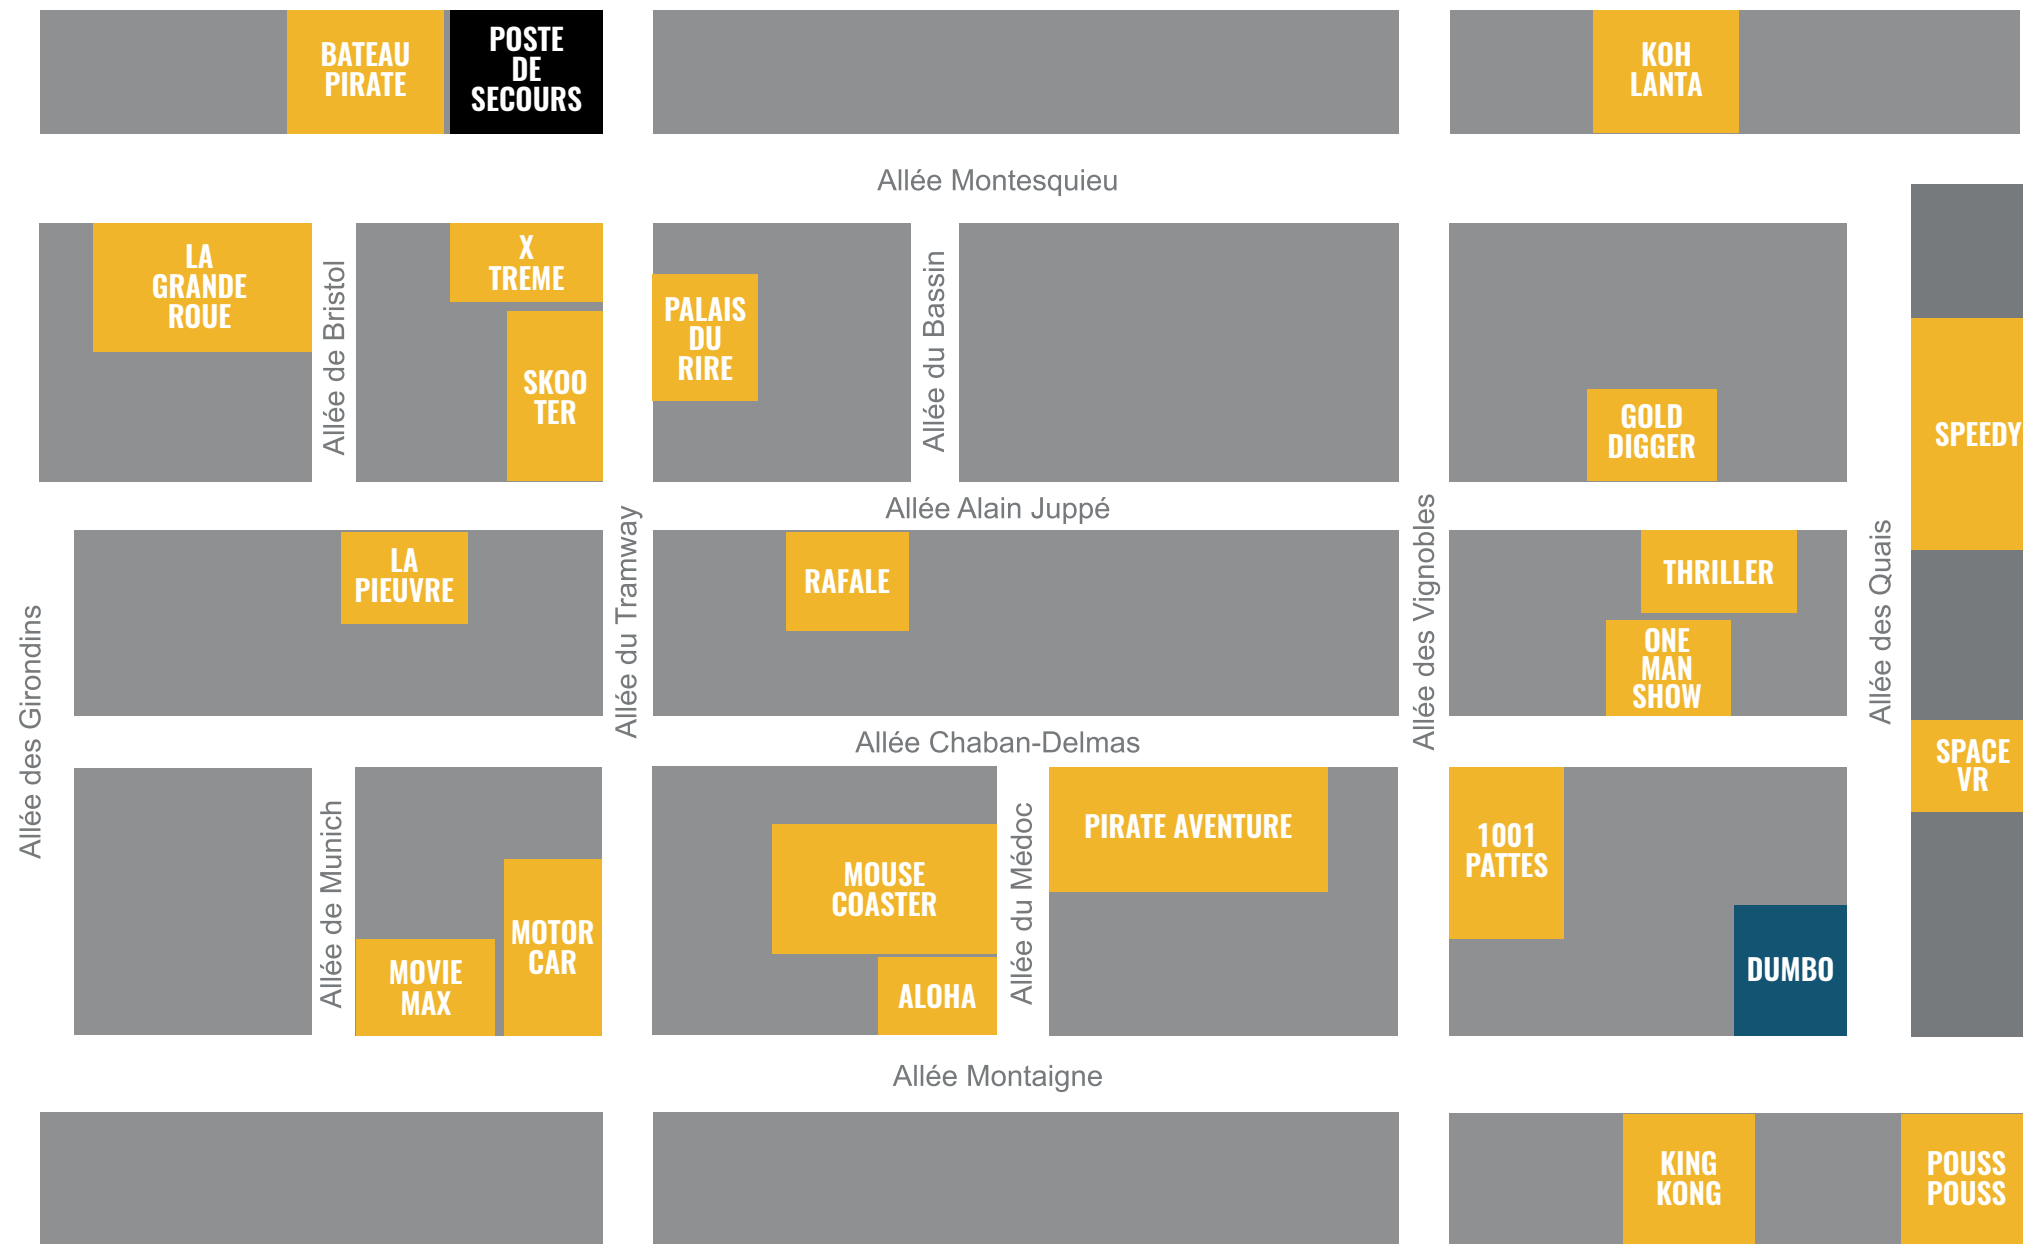 BATEAU
PIRATE
POSTE
DE
SECOURS
KOH
LANTA
Allée Montesquieu
LA
GRANDE
ROUE
Allée de Bristol
X
TREME
SKOO
TER
PALAIS
DU
RIRE
Allée du Bassin
GOLD
DIGGER
SPEEDY
Allée Alain Juppé
Allée des Girondins
LA
PIEUVRE
Allée du Tramway
RAFALE
Allée des Vignobles
THRILLER
ONE
MAN
SHOW
Allée des Quais
Allée Chaban-Delmas
SPACE
VR
Allée de Munich
MOVIE
MAX
MOTOR
CAR
MOUSE
COASTER
ALOHA
Allée du Médoc
PIRATE AVENTURE
1001
PATTES
DUMBO
Allée Montaigne
KING
KONG
POUSS
POUSS